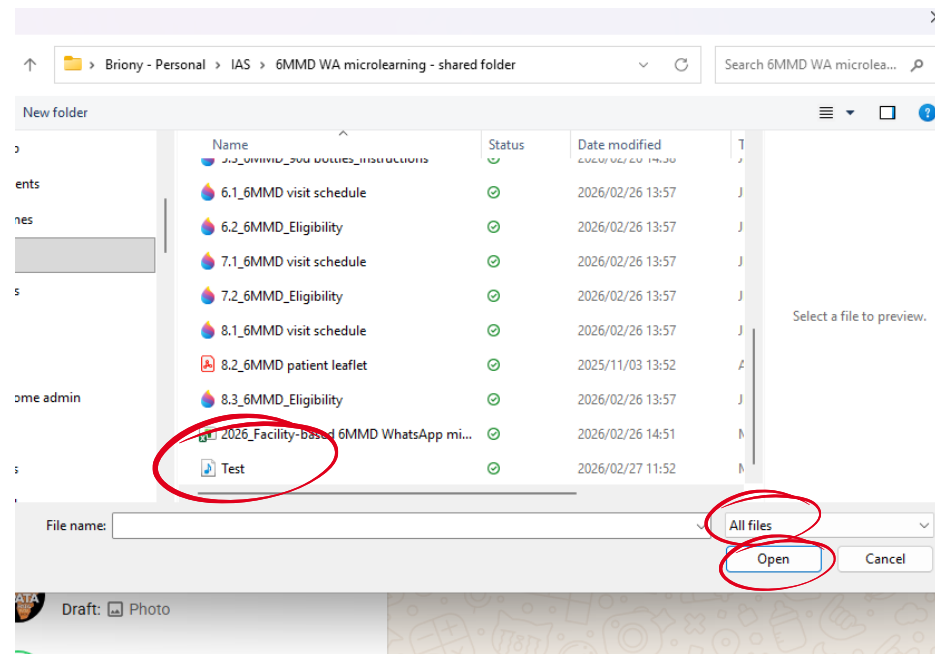 Briony - Personal > IAS > 6MMD WA microlearning - shared folder
Search 6MMD WA microlea...
New folder
Name Status Date modified T
3.3_6MMD_90d bottles_instructions
ents
6.1_6MMD visit schedule 2026/02/26 13:57 J
nes
6.2_6MMD_Eligibility 2026/02/26 13:57 J
7.1_6MMD visit schedule 2026/02/26 13:57 J
s
7.2_6MMD_Eligibility 2026/02/26 13:57 J
Select a file to preview.
8.1_6MMD visit schedule 2026/02/26 13:57 J
8.2_6MMD patient leaflet 2025/11/03 13:52 A
ome admin
8.3_6MMD_Eligibility 2026/02/26 13:57 J
2026_Facility-based 6MMD WhatsApp mi... 2026/02/26 14:51 N
s
Test 2026/02/27 11:52 N
File name: All files
Open Cancel
Draft: Photo